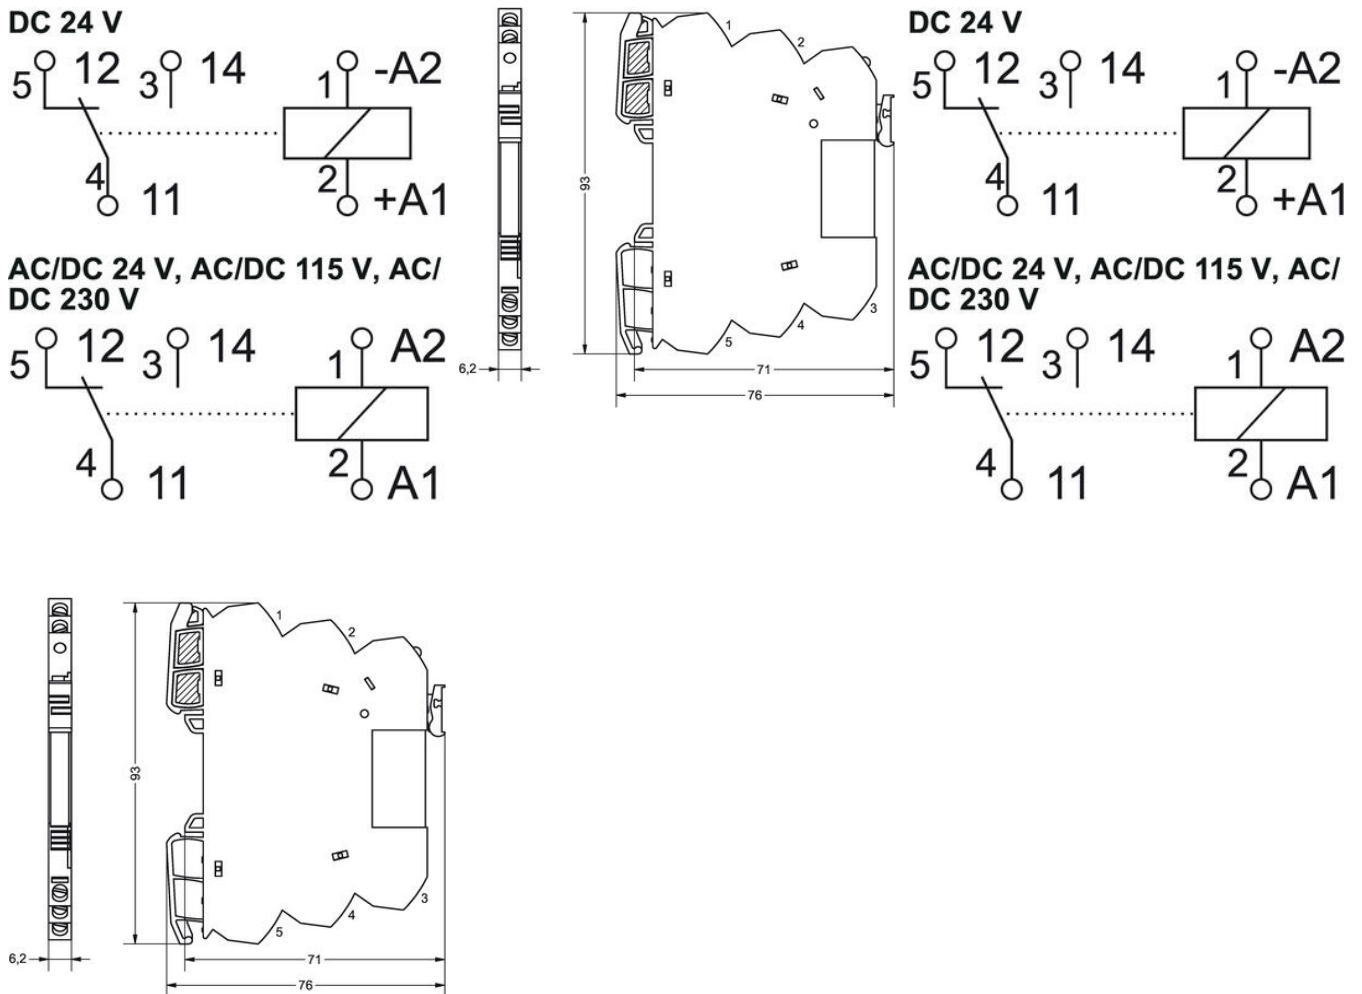 DC 24 V
5 12 3 14 1 -A2
4 11 2 +A1
AC/DC 24 V, AC/DC 115 V, AC/
DC 230 V
5 12 3 14 1 A2
4 11 2 A1
1
2
93
3
4
5
6,2
71
76
DC 24 V
5 12 3 14 1 -A2
4 11 2 +A1
AC/DC 24 V, AC/DC 115 V, AC/
DC 230 V
5 12 3 14 1 A2
4 11 2 A1
1
2
93
3
4
5
6,2
71
76